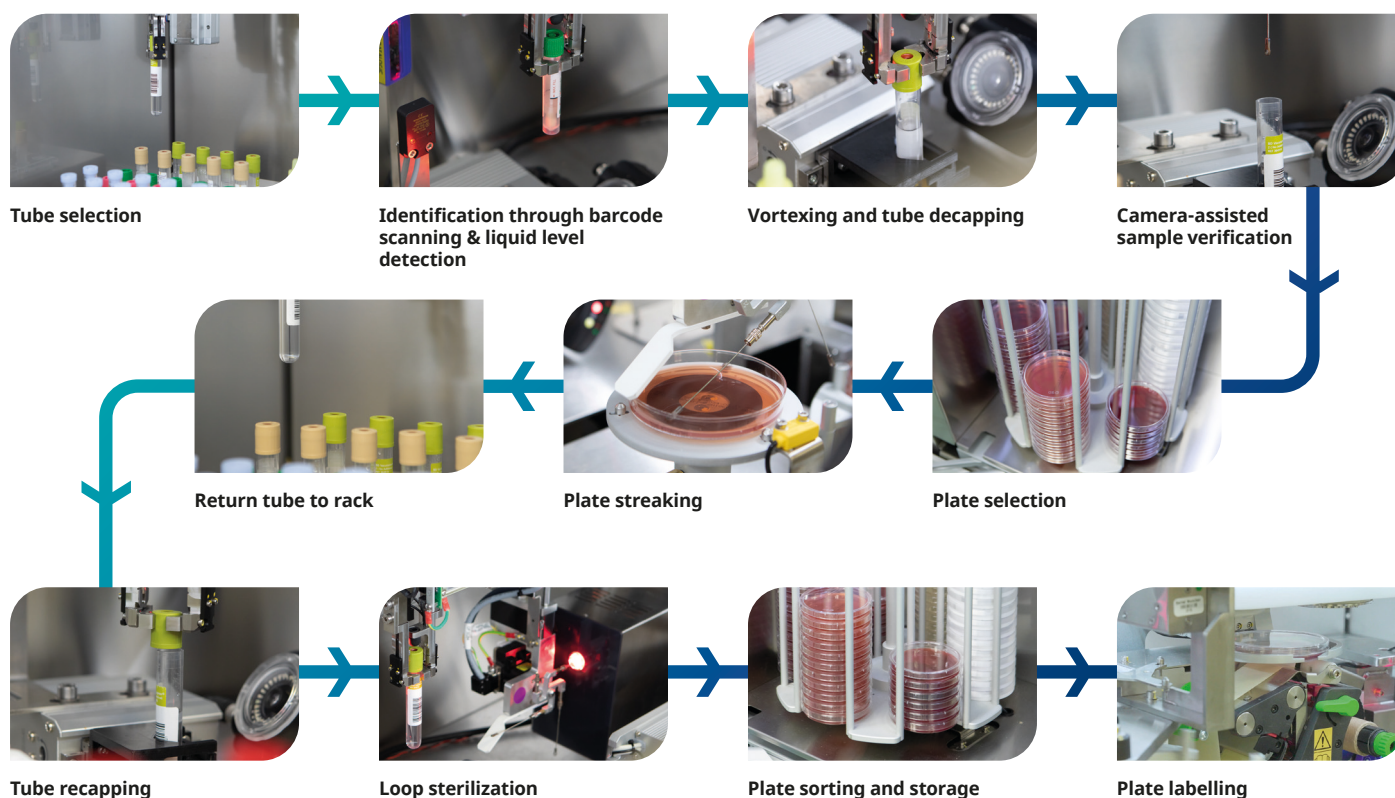 Tube selection
Identification through barcode
scanning & liquid level
detection
Vortexing and tube decapping
Camera-assisted
sample verification
Return tube to rack
Plate streaking
Plate selection
Tube recapping
Loop sterilization
Plate sorting and storage
Plate labelling